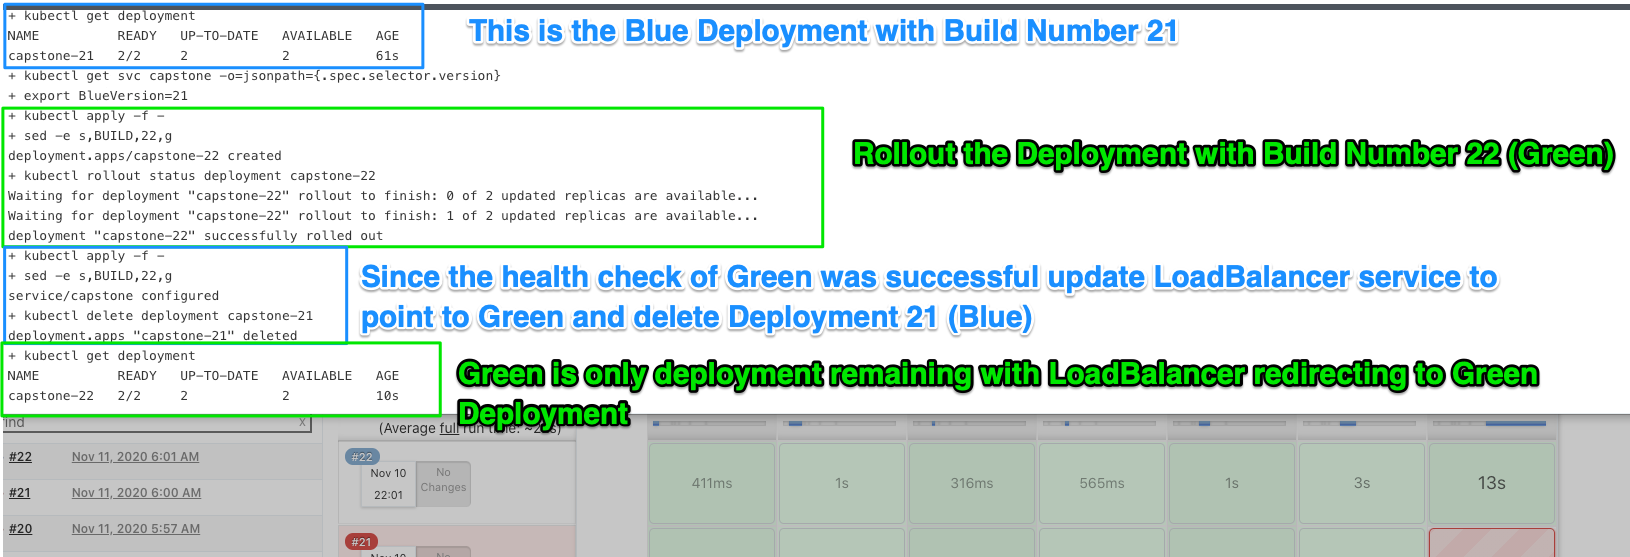 + kubectl get deployment
This is the Blue Deployment with Build Number 21
NAME READY UP-TO-DATE AVAILABLE AGE
capstone-21 2/2 2 2 61s
+ kubectl get svc capstone -o=jsonpath={.spec.selector.version}
+ export BlueVersion=21
+ kubectl apply -f -
+ sed -e s,BUILD,22,g
deployment.apps/capstone-22 created
+ kubectl rollout status deployment capstone-22
Waiting for deployment "capstone-22" rollout to finish: 0 of 2 updated replicas are available...
Waiting for deployment "capstone-22" rollout to finish: 1 of 2 updated replicas are available...
deployment "capstone-22" successfully rolled out
Rollout the Deployment with Build Number 22 (Green)
+ kubectl apply -f -
+ sed -e s,BUILD,22,g
service/capstone configured
+ kubectl delete deployment capstone-21
deployment.apps "capstone-21" deleted
Since the health check of Green was successful update LoadBalancer service to
point to Green and delete Deployment 21 (Blue)
+ kubectl get deployment
NAME READY UP-TO-DATE AVAILABLE AGE
capstone-22 2/2 2 2 10s
Green is only deployment remaining with LoadBalancer redirecting to Green
Deployment
x
(Average full run time:
#22 Nov 11, 2020 6:01 AM
#21 Nov 11, 2020 6:00 AM
#20 Nov 11, 2020 5:57 AM
#22
Nov 10
22:01
No
Changes
411ms 1s 316ms 565ms 1s 3s 13s
#21